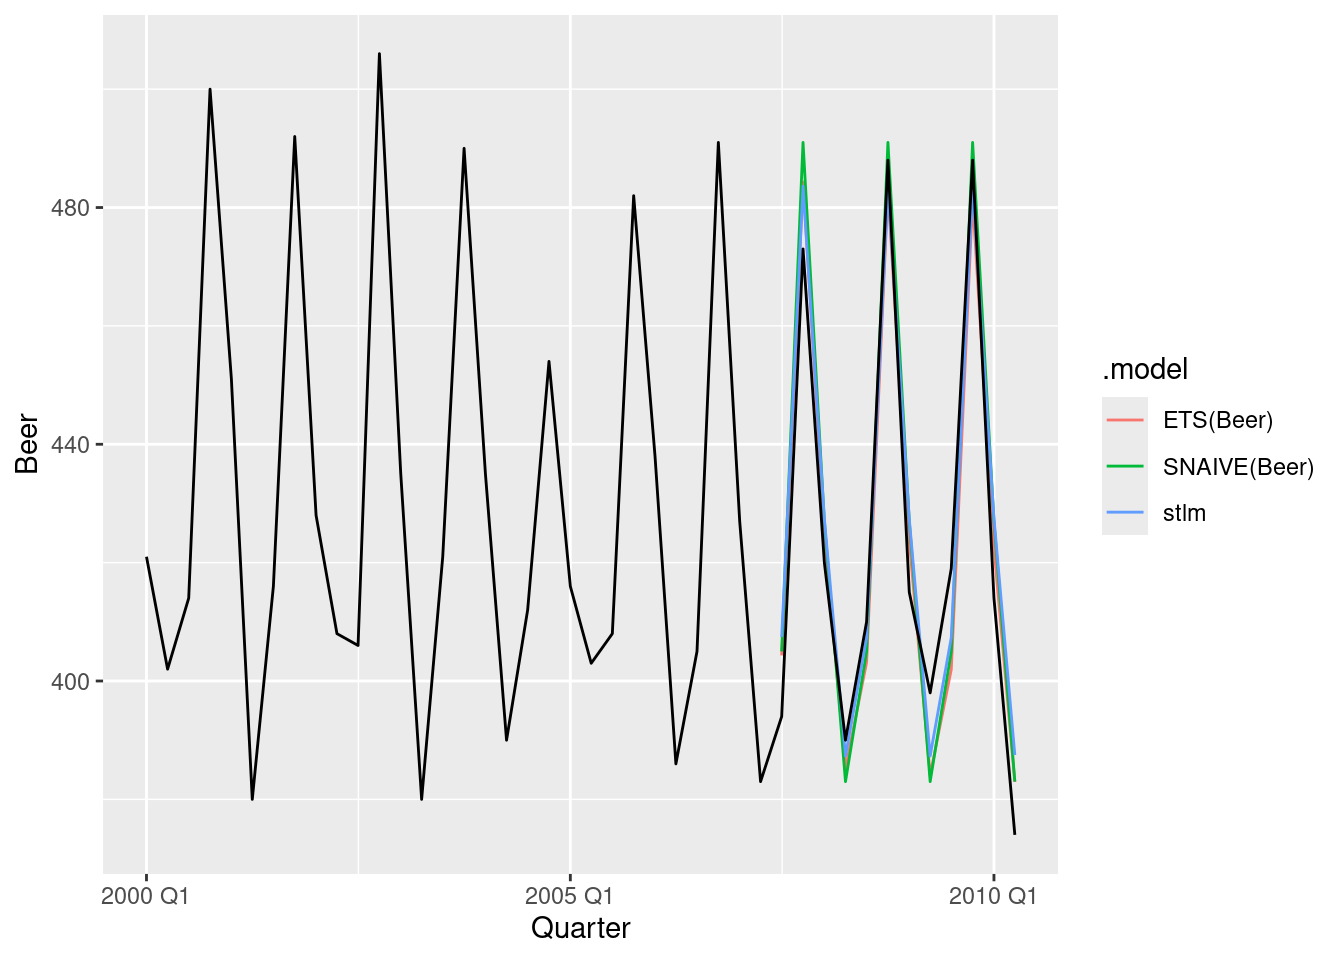 480
440
400
Beer
2000 Q1
2005 Q1
2010 Q1
Quarter
.model
ETS(Beer)
SNAIVE(Beer)
stlm